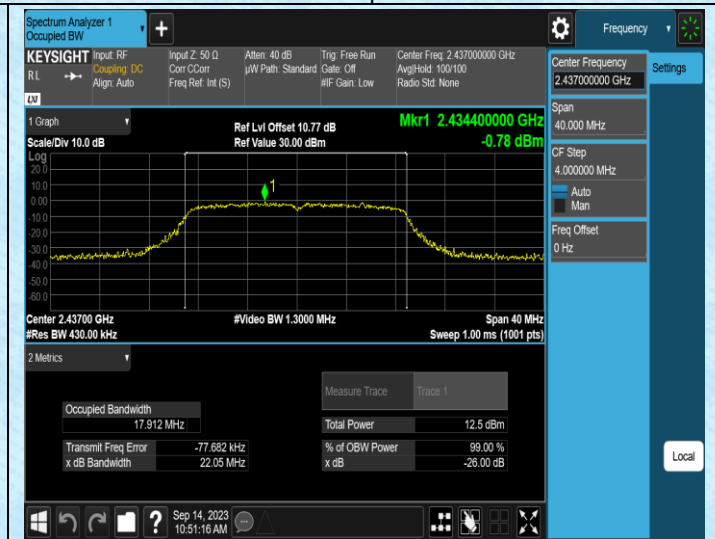 Spectrum Analyzer 1
Occupied BW
+
Frequency
KEYSIGHT
RL
LXI
Input: RF
Coupling: DC
Align: Auto
Input Z: 50 Ω
Corr CCorr
Freq Ref: Int (S)
Atten: 40 dB
µW Path: Standard
Trig: Free Run
Gate: Off
#IF Gain: Low
Center Freq: 2.437000000 GHz
Avg|Hold: 100/100
Radio Std: None
Center Frequency
2.437000000 GHz
Settings
Span
40.000 MHz
CF Step
4.000000 MHz
Auto
Man
Freq Offset
0 Hz
1 Graph
Scale/Div 10.0 dB
Ref Lvl Offset 10.77 dB
Ref Value 30.00 dBm
Mkr1 2.434400000 GHz
-0.78 dBm
Log
20.0
10.0
0.00
-10.0
-20.0
-30.0
-40.0
-50.0
-60.0
1
Center 2.43700 GHz
#Res BW 430.00 kHz
#Video BW 1.3000 MHz
Span 40 MHz
Sweep 1.00 ms (1001 pts)
2 Metrics
Measure Trace Trace 1
Occupied Bandwidth
17.912 MHz
Total Power 12.5 dBm
Transmit Freq Error -77.682 kHz
% of OBW Power 99.00 %
x dB Bandwidth 22.05 MHz
x dB -26.00 dB
Local
?
Sep 14, 2023
10:51:16 AM